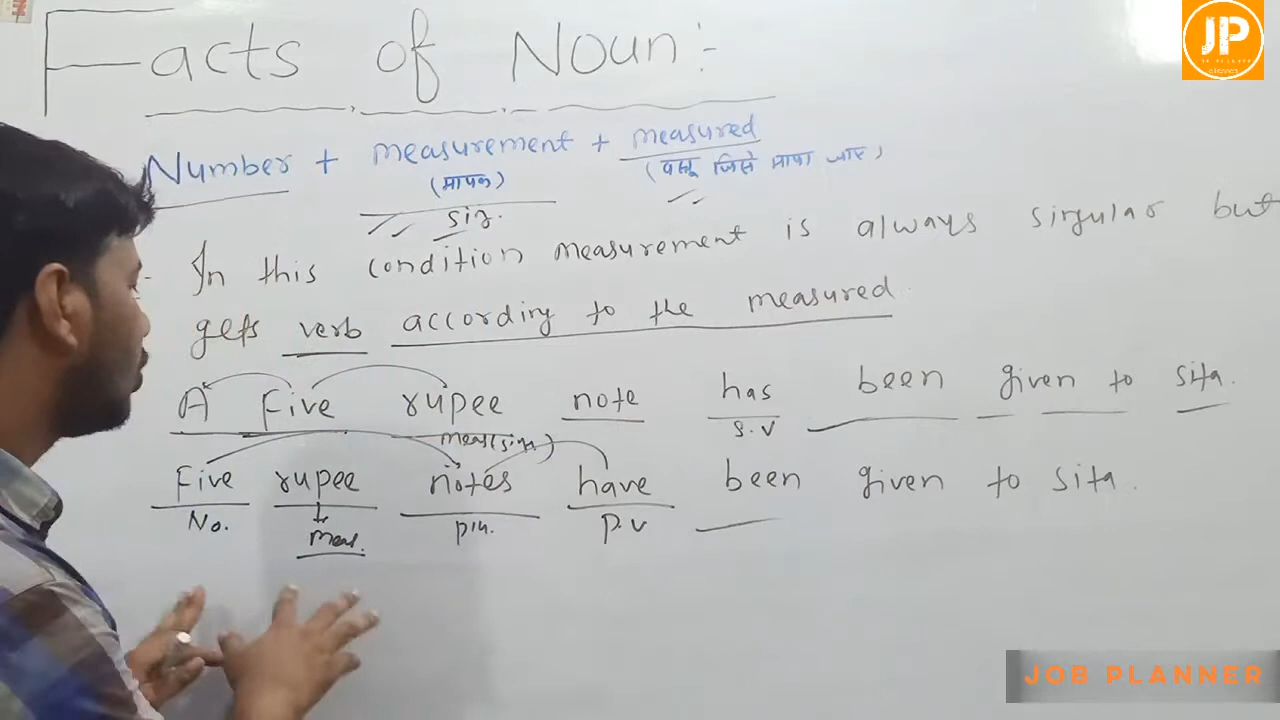 JP
Facts of Noun :-
Number + measurement + measured
(मापक) (वस्तु जिसे मापा जाए)
sig.
- In this condition measurement is always singular but
gets verb according to the measured.
A Five rupee note has been given to sita.
meas(sig) S.V
Five rupee notes have been given to sita.
No. meas. plu. P.V
JOB PLANNER